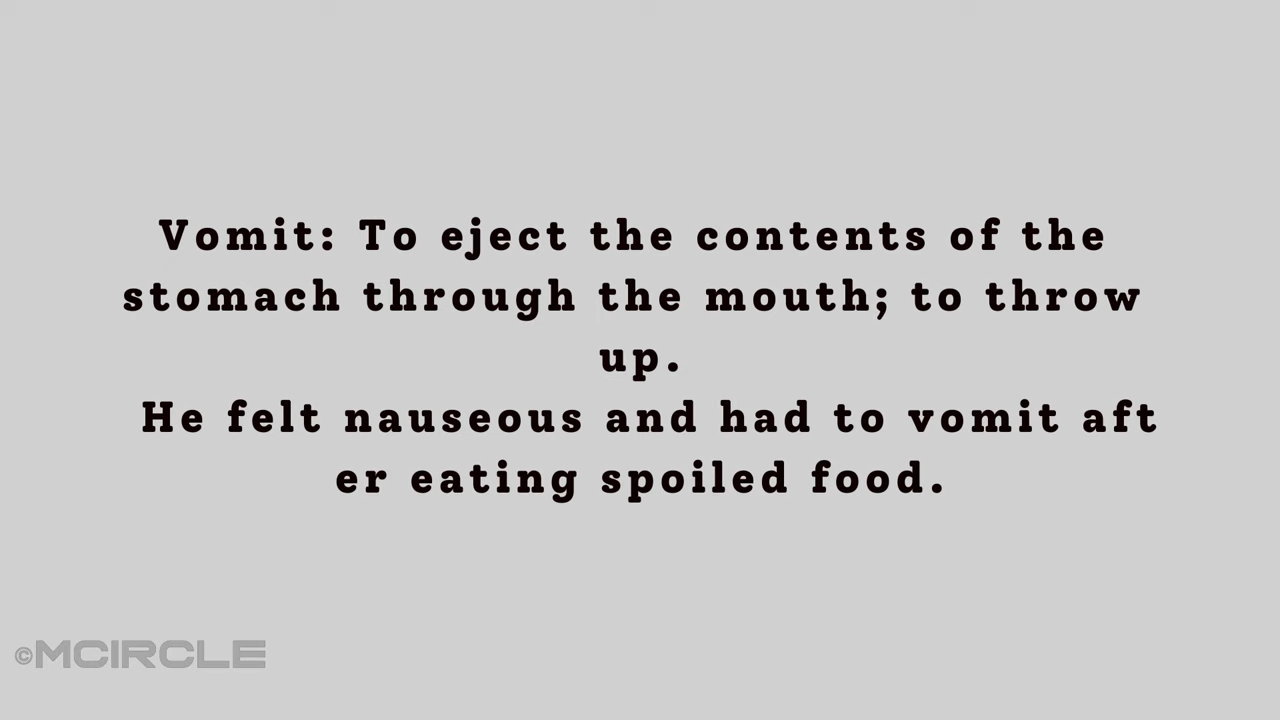 Vomit: To eject the contents of the
stomach through the mouth; to throw
up.
He felt nauseous and had to vomit aft
er eating spoiled food.
©MCIRCLE